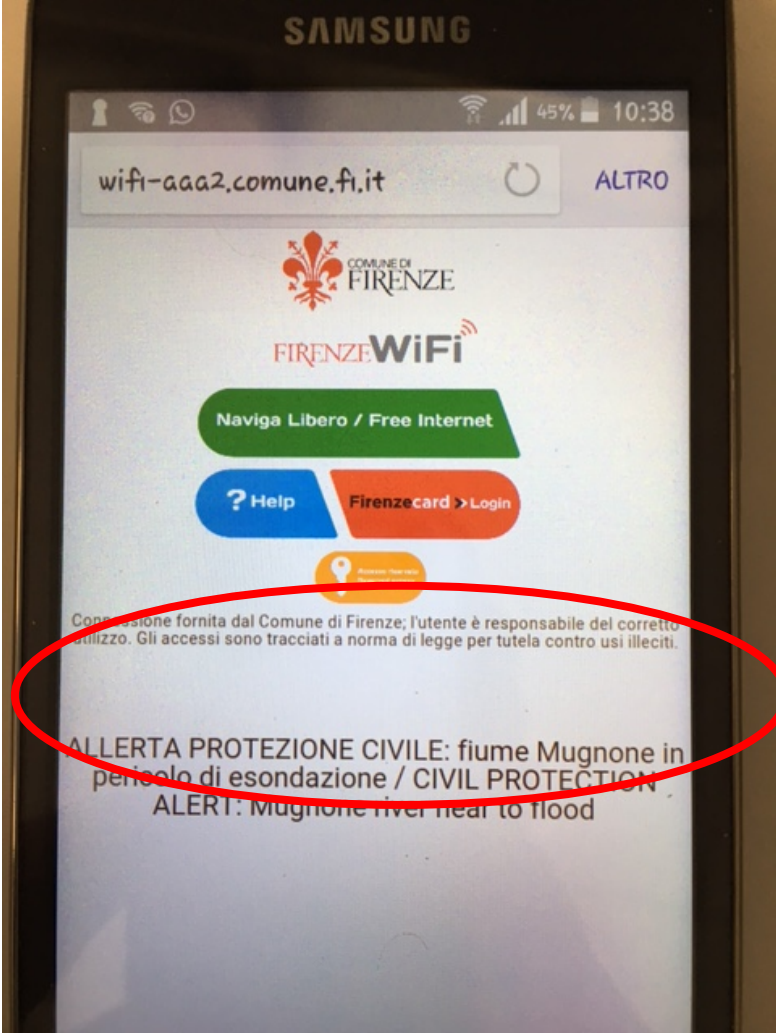 SAMSUNG
45% 10:38
wifi-aaa2.comune.fi.it
ALTRO
COMUNE DI
FIRENZE
FIRENZEWiFi
Naviga Libero / Free Internet
? Help
Firenzecard >Login
Connessione fornita dal Comune di Firenze; l'utente è responsabile del corretto
utilizzo. Gli accessi sono tracciati a norma di legge per tutela contro usi illeciti.
ALLERTA PROTEZIONE CIVILE: fiume Mugnone in
pericolo di esondazione / CIVIL PROTECTION
ALERT: Mugnone river near to flood